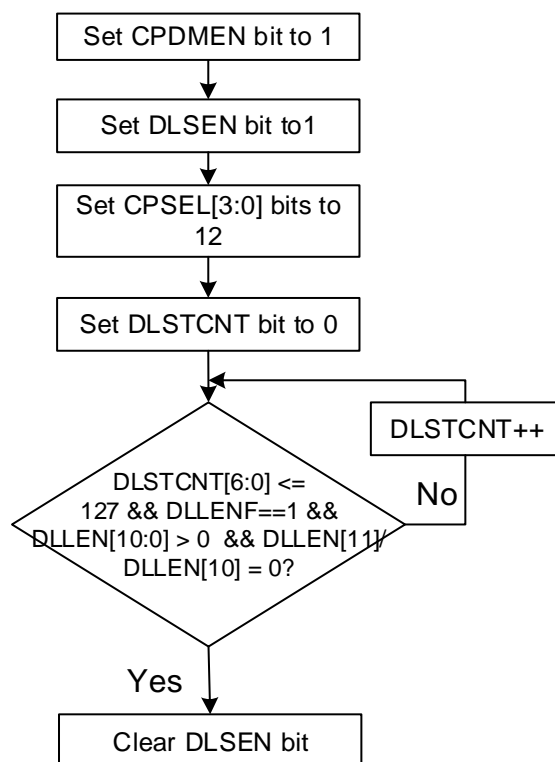 Set CPDMEN bit to 1
Set DLSEN bit to1
Set CPSEL[3:0] bits to
12
Set DLSTCNT bit to 0
DLSTCNT++
DLSTCNT[6:0] <=
127 && DLLENF==1 &&
DLLEN[10:0] > 0 && DLLEN[11]/
DLLEN[10] = 0?
No
Yes
Clear DLSEN bit